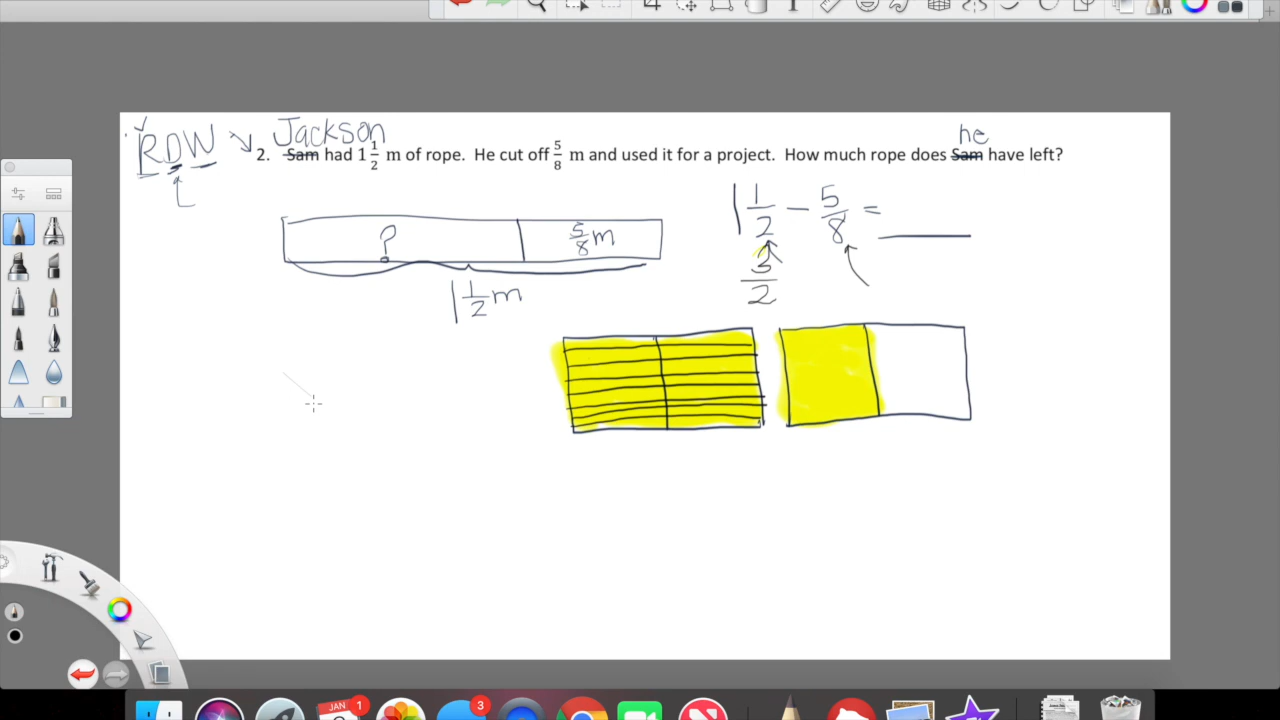 RDW
Jackson
he
2. Sam had 1 1/2 m of rope. He cut off 5/8 m and used it for a project. How much rope does Sam have left?
1 1/2 - 5/8 =
? 5/8 m
3/2
1 1/2 m
JAN 1
3